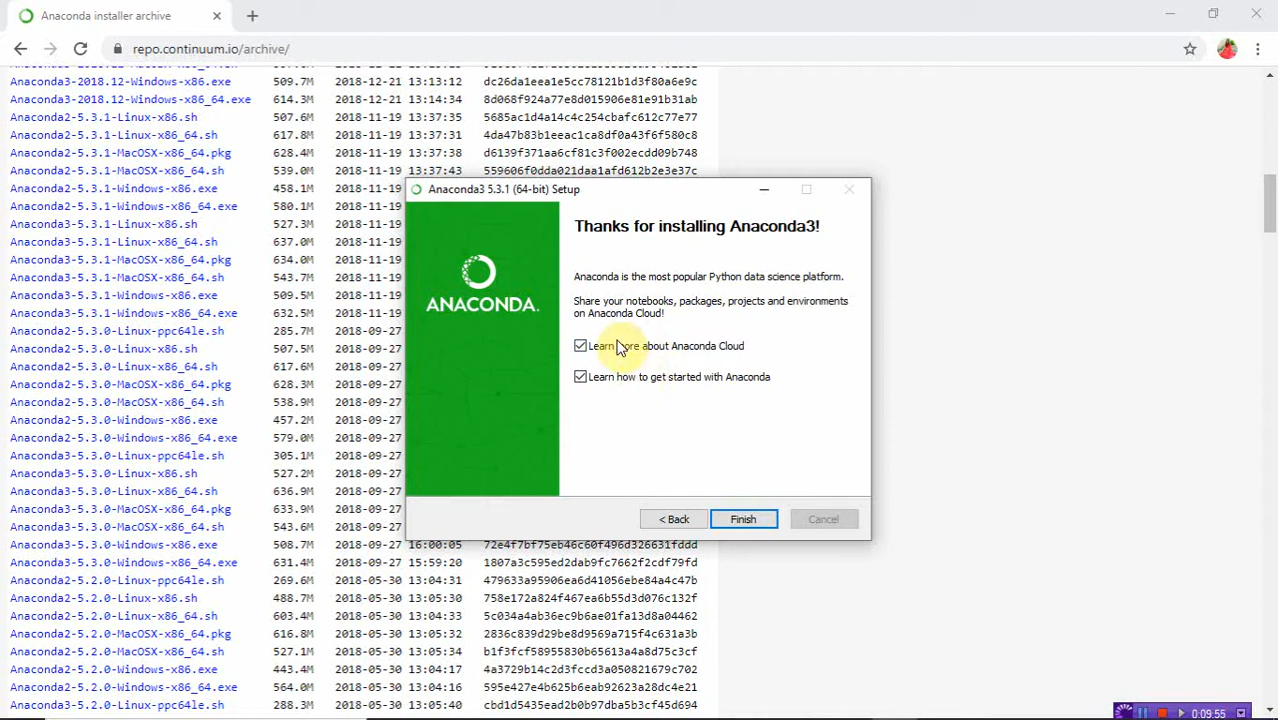 Anaconda installer archive
repo.continuum.io/archive/
Anaconda3-2018.12-Windows-x86.exe 509.7M 2018-12-21 13:13:12 dc26da1eea1e5cc78121b1d3f80a6e9c
Anaconda3-2018.12-Windows-x86_64.exe 614.3M 2018-12-21 13:14:34 8d068f924a77e8d015906e81e91b31ab
Anaconda2-5.3.1-Linux-x86.sh 507.6M 2018-11-19 13:37:35 5685ac1d4a14c4c254cbafc612c77e77
Anaconda2-5.3.1-Linux-x86_64.sh 617.8M 2018-11-19 13:37:31 4da47b83b1eeac1ca8df0a43f6f580c8
Anaconda2-5.3.1-MacOSX-x86_64.pkg 628.4M 2018-11-19 13:37:38 d6139f371aa6cf81c3f002ecdd09b748
Anaconda2-5.3.1-MacOSX-x86_64.sh 539.0M 2018-11-19 13:37:43 559606f0dda021daa1afd612b2e3e37c
Anaconda2-5.3.1-Windows-x86.exe 458.1M 2018-11-19
Anaconda2-5.3.1-Windows-x86_64.exe 580.1M 2018-11-19
Anaconda3-5.3.1-Linux-x86.sh 527.3M 2018-11-19
Anaconda3-5.3.1-Linux-x86_64.sh 637.0M 2018-11-19
Anaconda3-5.3.1-MacOSX-x86_64.pkg 634.0M 2018-11-19
Anaconda3-5.3.1-MacOSX-x86_64.sh 543.7M 2018-11-19
Anaconda3-5.3.1-Windows-x86.exe 509.5M 2018-11-19
Anaconda3-5.3.1-Windows-x86_64.exe 632.5M 2018-11-19
Anaconda2-5.3.0-Linux-ppc64le.sh 285.7M 2018-09-27
Anaconda2-5.3.0-Linux-x86.sh 507.5M 2018-09-27
Anaconda2-5.3.0-Linux-x86_64.sh 617.6M 2018-09-27
Anaconda2-5.3.0-MacOSX-x86_64.pkg 628.3M 2018-09-27
Anaconda2-5.3.0-MacOSX-x86_64.sh 538.9M 2018-09-27
Anaconda2-5.3.0-Windows-x86.exe 457.2M 2018-09-27
Anaconda2-5.3.0-Windows-x86_64.exe 579.0M 2018-09-27
Anaconda3-5.3.0-Linux-ppc64le.sh 305.1M 2018-09-27
Anaconda3-5.3.0-Linux-x86.sh 527.2M 2018-09-27
Anaconda3-5.3.0-Linux-x86_64.sh 636.9M 2018-09-27
Anaconda3-5.3.0-MacOSX-x86_64.pkg 633.9M 2018-09-27
Anaconda3-5.3.0-MacOSX-x86_64.sh 543.6M 2018-09-27
Anaconda3-5.3.0-Windows-x86.exe 508.7M 2018-09-27 16:00:05 72e4f7bf75eb46c60f496d326631fddd
Anaconda3-5.3.0-Windows-x86_64.exe 631.4M 2018-09-27 15:59:20 1807a3c595ed2dab9fc7662f2cdf79fd
Anaconda2-5.2.0-Linux-ppc64le.sh 269.6M 2018-05-30 13:04:31 479633a95906ea6d41056ebe84a4c47b
Anaconda2-5.2.0-Linux-x86.sh 488.7M 2018-05-30 13:05:30 758e172a824f467ea6b55d3d076c132f
Anaconda2-5.2.0-Linux-x86_64.sh 603.4M 2018-05-30 13:04:33 5c034a4ab36ec9b6ae01fa13d8a04462
Anaconda2-5.2.0-MacOSX-x86_64.pkg 616.8M 2018-05-30 13:05:32 2836c839d29be8d9569a715f4c631a3b
Anaconda2-5.2.0-MacOSX-x86_64.sh 527.1M 2018-05-30 13:05:34 b1f3fcf58955830b65613a4a8d75c3cf
Anaconda2-5.2.0-Windows-x86.exe 443.4M 2018-05-30 13:04:17 4a3729b14c2d3fccd3a050821679c702
Anaconda2-5.2.0-Windows-x86_64.exe 564.0M 2018-05-30 13:04:16 595e427e4b625b6eab92623a28dc4e21
Anaconda3-5.2.0-Linux-ppc64le.sh 288.3M 2018-05-30 13:05:40 cbd1d5435ead2b0b97dba5b3cf45d694
Anaconda3 5.3.1 (64-bit) Setup
ANACONDA.
Thanks for installing Anaconda3!
Anaconda is the most popular Python data science platform.
Share your notebooks, packages, projects and environments
on Anaconda Cloud!
Learn more about Anaconda Cloud
Learn how to get started with Anaconda
< Back Finish Cancel
0:09:55